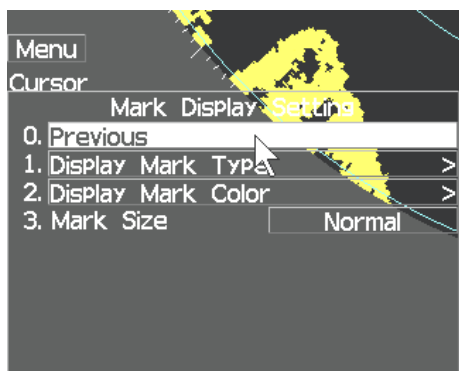 Menu
Cursor
Mark Display Setting
0. Previous
1. Display Mark Type >
2. Display Mark Color >
3. Mark Size Normal